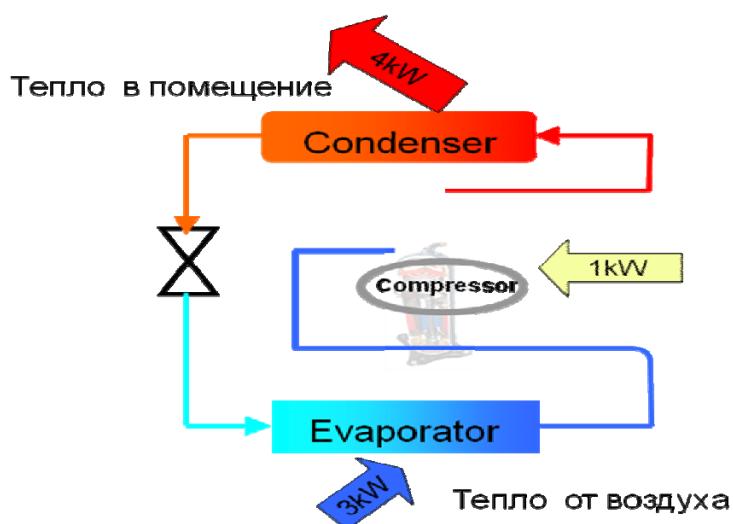 4kW
Тепло в помещение
Condenser
1kW
Compressor
Evaporator
3kW
Тепло от воздуха